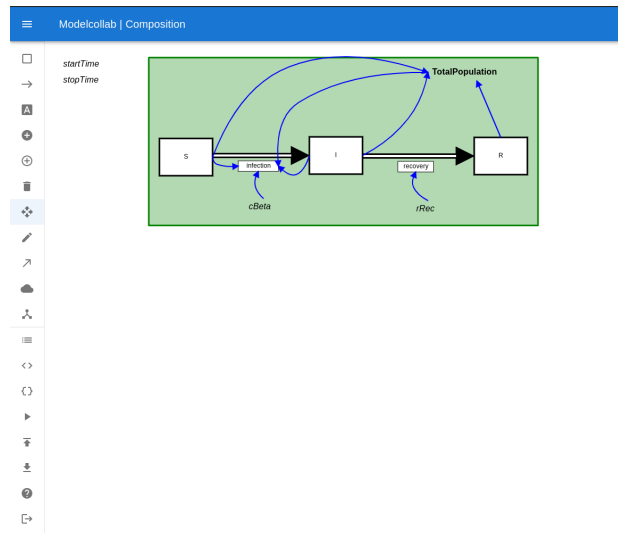 Modelcollab | Composition
startTime
stopTime
TotalPopulation
S
I
R
infection
recovery
cBeta
rRec